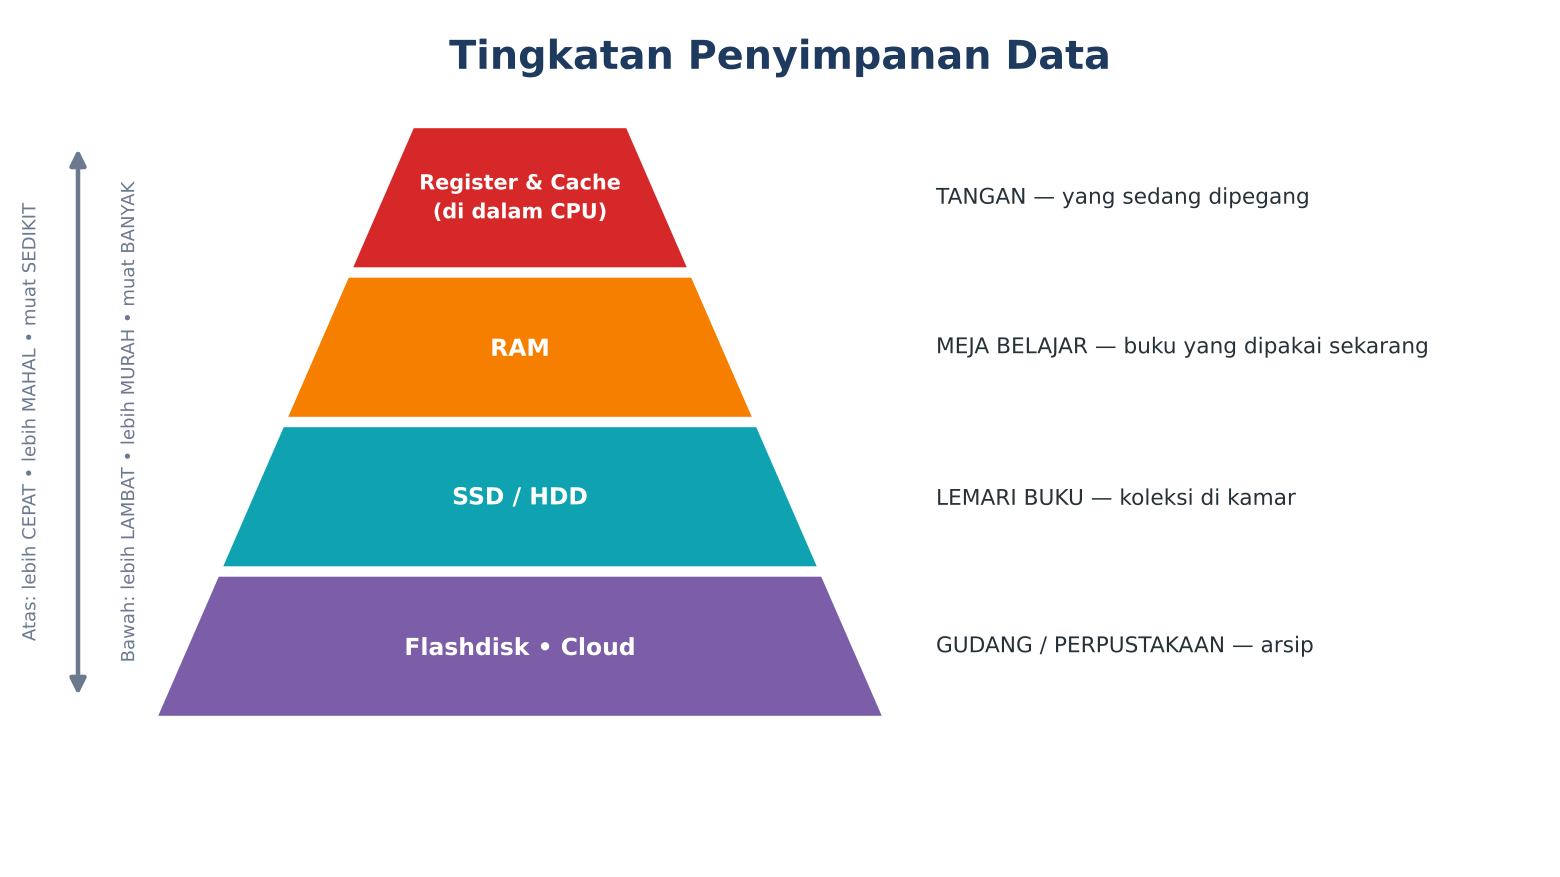 Tingkatan Penyimpanan Data
Atas: lebih CEPAT • lebih MAHAL • muat SEDIKIT
Bawah: lebih LAMBAT • lebih MURAH • muat BANYAK
Register & Cache
(di dalam CPU)
TANGAN — yang sedang dipegang
RAM
MEJA BELAJAR — buku yang dipakai sekarang
SSD / HDD
LEMARI BUKU — koleksi di kamar
Flashdisk • Cloud
GUDANG / PERPUSTAKAAN — arsip